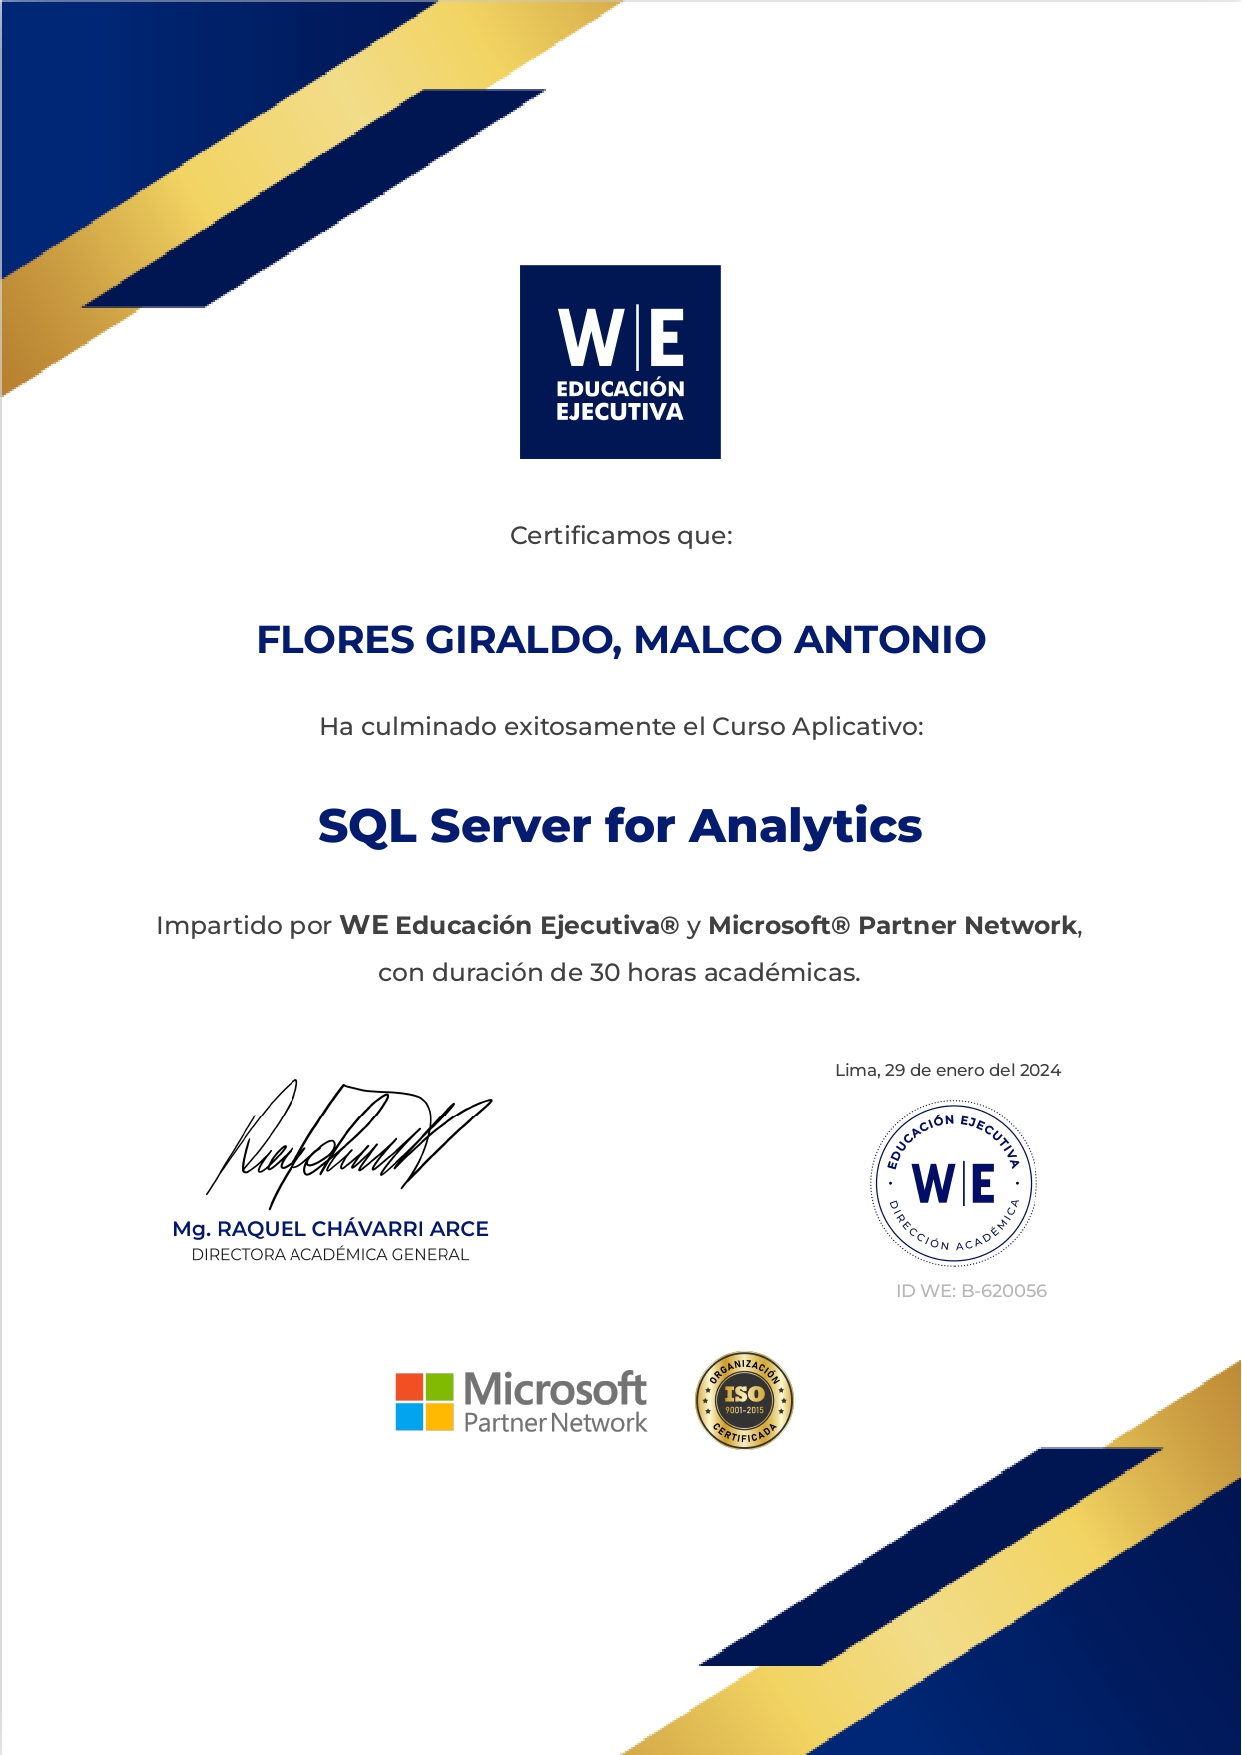 W|E
EDUCACIÓN
EJECUTIVA
Certificamos que:
FLORES GIRALDO, MALCO ANTONIO
Ha culminado exitosamente el Curso Aplicativo:
SQL Server for Analytics
Impartido por WE Educación Ejecutiva® y Microsoft® Partner Network,
con duración de 30 horas académicas.
Lima, 29 de enero del 2024
EDUCACIÓN EJECUTIVA
W|E
DIRECCIÓN ACADÉMICA
Mg. RAQUEL CHÁVARRI ARCE
DIRECTORA ACADÉMICA GENERAL
ID WE: B-620056
Microsoft
Partner Network
ORGANIZACIÓN
ISO
9001-2015
CERTIFICADA